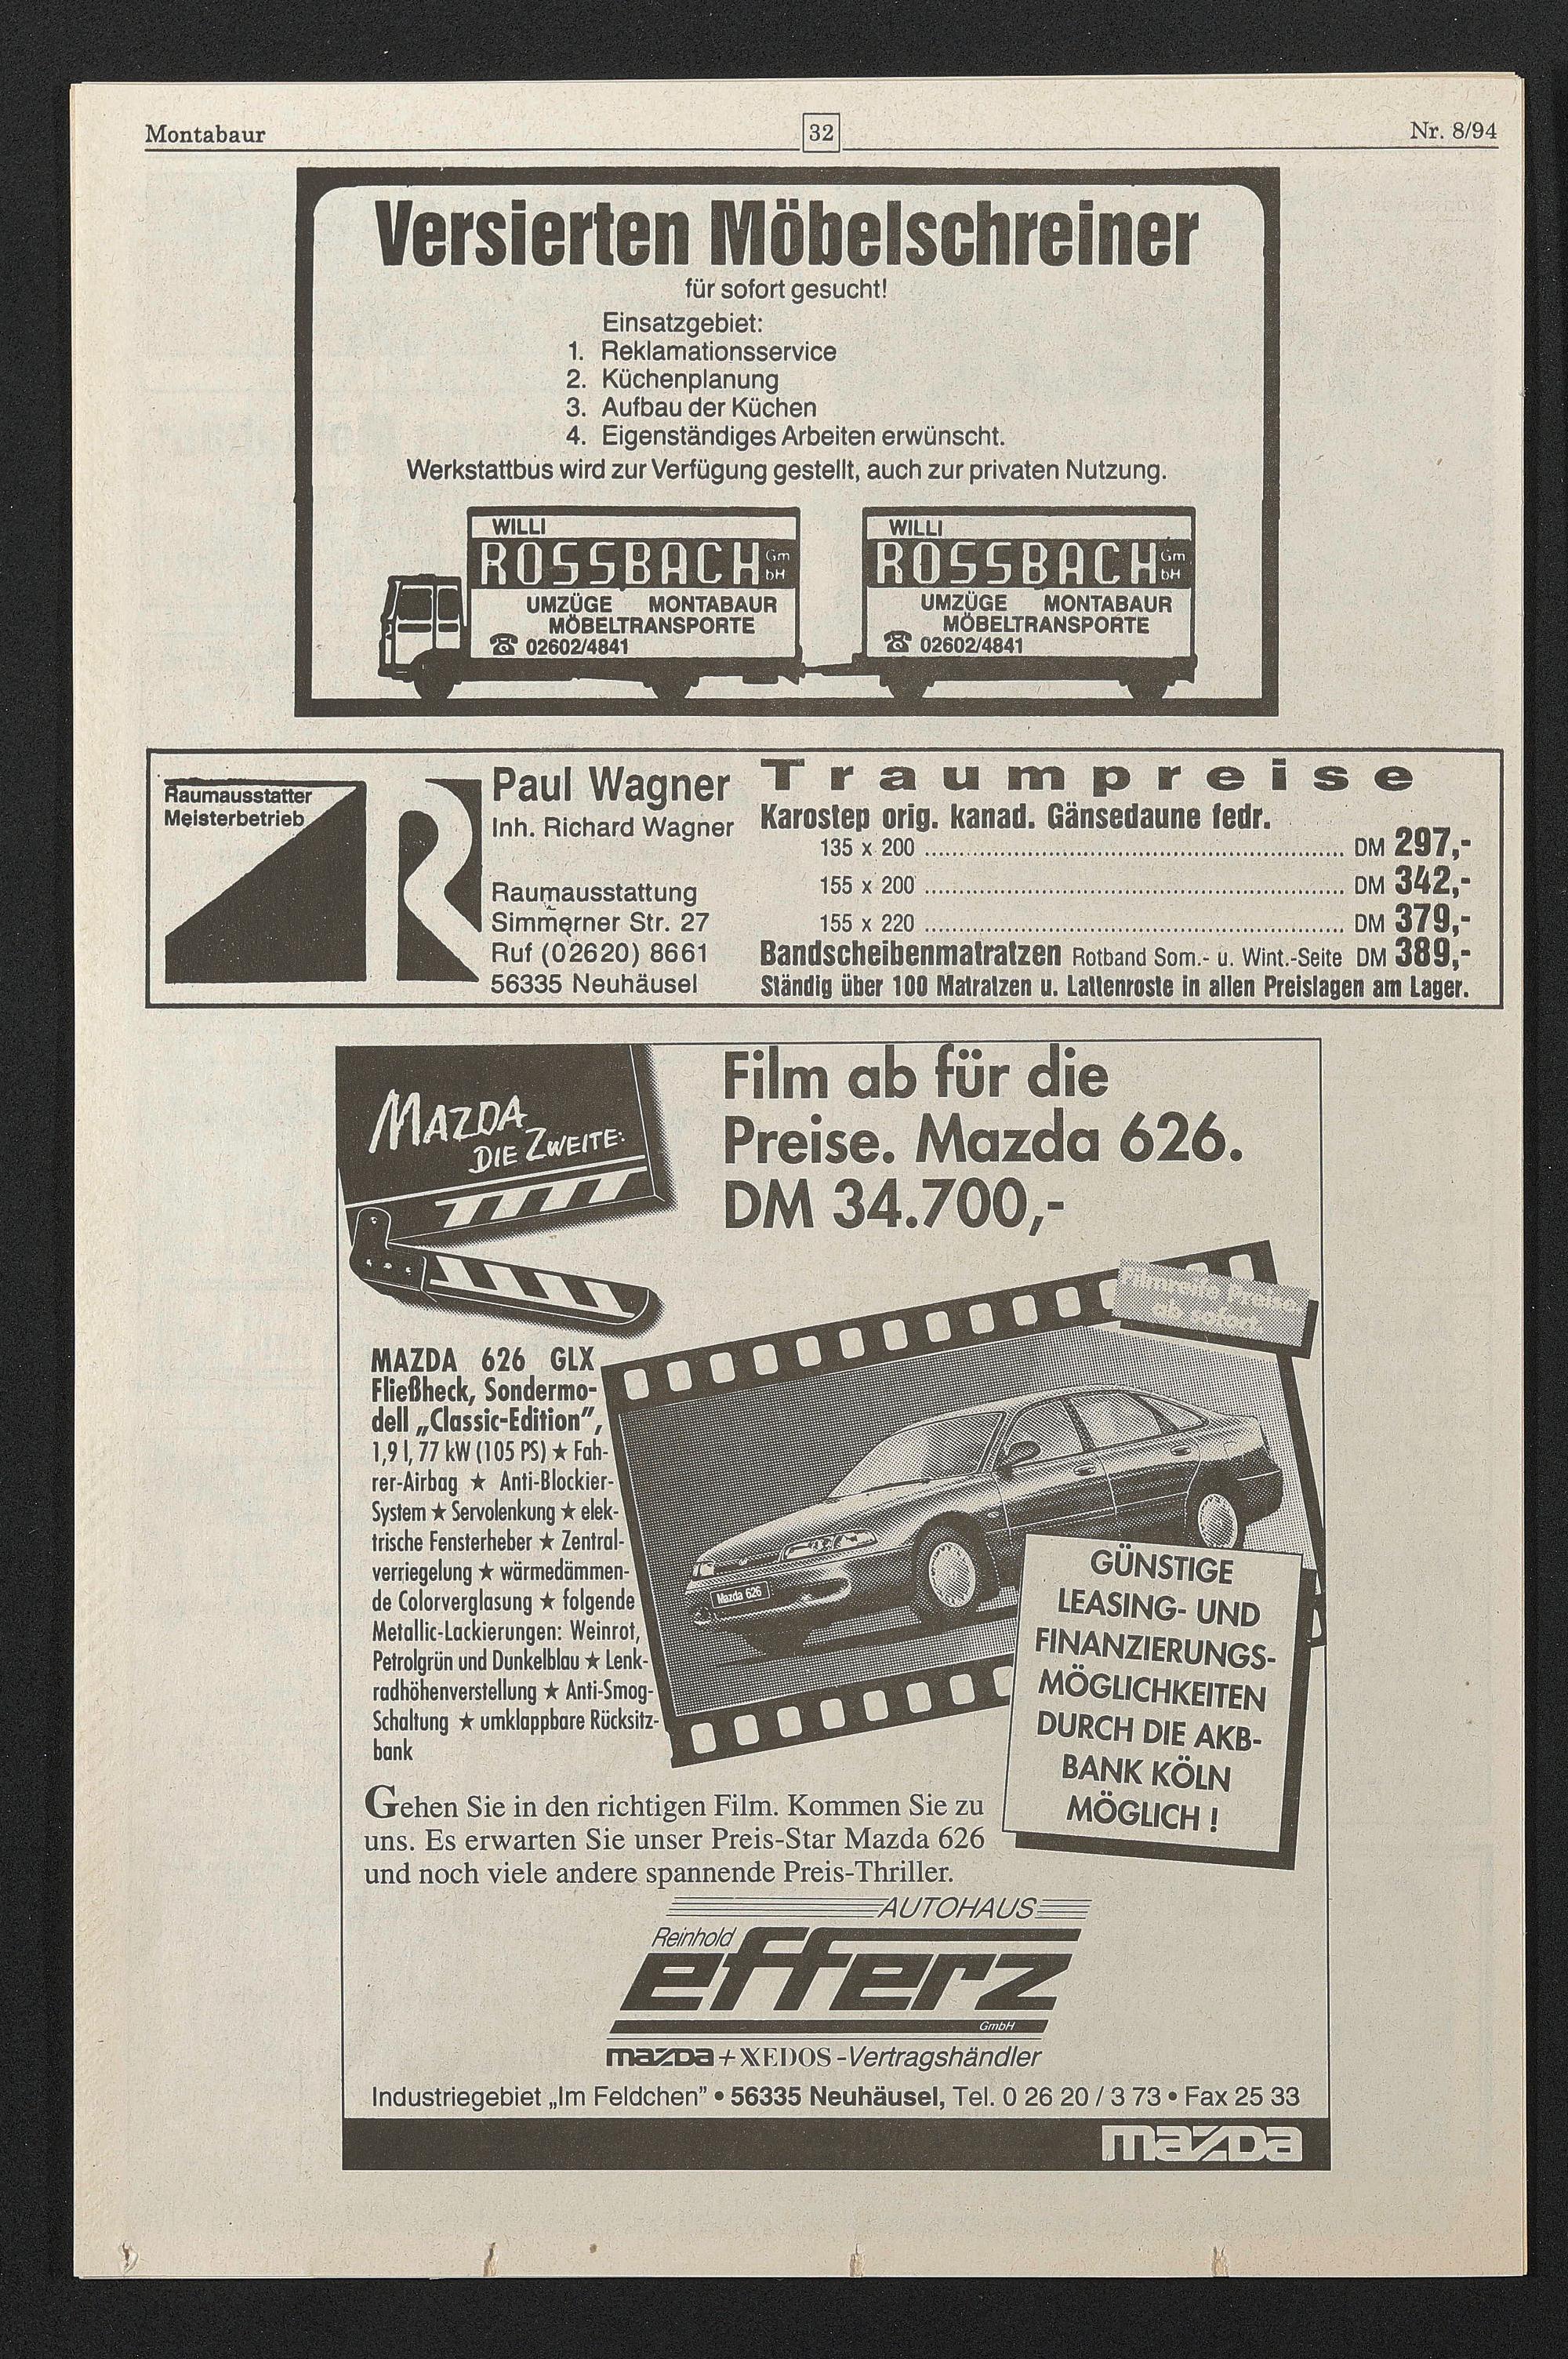 Montabaur
32
Nr. 8/94
Versierten Möbelschreiner
für sofort gesucht!
Einsatzgebiet:
1. Reklamationsservice
2. Küchenplanung
3. Aufbau der Küchen
4. Eigenständiges Arbeiten erwünscht.
Werkstattbus wird zur Verfügung gestellt, auch zur privaten Nutzung.
WILLI
ROSSBACH GmbH
UMZÜGE MONTABAUR
MÖBELTRANSPORTE
☎ 02602/4841
WILLI
ROSSBACH GmbH
UMZÜGE MONTABAUR
MÖBELTRANSPORTE
☎ 02602/4841
Raumausstatter
Meisterbetrieb
R
Paul Wagner
Inh. Richard Wagner
Raumausstattung
Simmerner Str. 27
Ruf (02620) 8661
56335 Neuhäusel
Traumpreise
Karostep orig. kanad. Gänsedaune fedr.
135 x 200 ........ DM 297,-
155 x 200 ........ DM 342,-
155 x 220 ........ DM 379,-
Bandscheibenmatratzen Rotband Som.- u. Wint.-Seite DM 389,-
Ständig über 100 Matratzen u. Lattenroste in allen Preislagen am Lager.
MAZDA
DIE ZWEITE:
Film ab für die
Preise. Mazda 626.
DM 34.700,-
Filmreife Preise
ab sofort.
MAZDA 626 GLX
Fließheck, Sondermo-
dell „Classic-Edition”,
1,9 l, 77 kW (105 PS) ★ Fah-
rer-Airbag ★ Anti-Blockier-
System ★ Servolenkung ★ elek-
trische Fensterheber ★ Zentral-
verriegelung ★ wärmedämmen-
de Colorverglasung ★ folgende
Metallic-Lackierungen: Weinrot,
Petrolgrün und Dunkelblau ★ Lenk-
radhöhenverstellung ★ Anti-Smog-
Schaltung ★ umklappbare Rücksitz-
bank
Mazda 626
GÜNSTIGE
LEASING- UND
FINANZIERUNGS-
MÖGLICHKEITEN
DURCH DIE AKB-
BANK KÖLN
MÖGLICH !
Gehen Sie in den richtigen Film. Kommen Sie zu
uns. Es erwarten Sie unser Preis-Star Mazda 626
und noch viele andere spannende Preis-Thriller.
AUTOHAUS
Reinhold
efferz
GmbH
mazda + XEDOS -Vertragshändler
Industriegebiet „Im Feldchen” • 56335 Neuhäusel, Tel. 0 26 20 / 3 73 • Fax 25 33
mazda